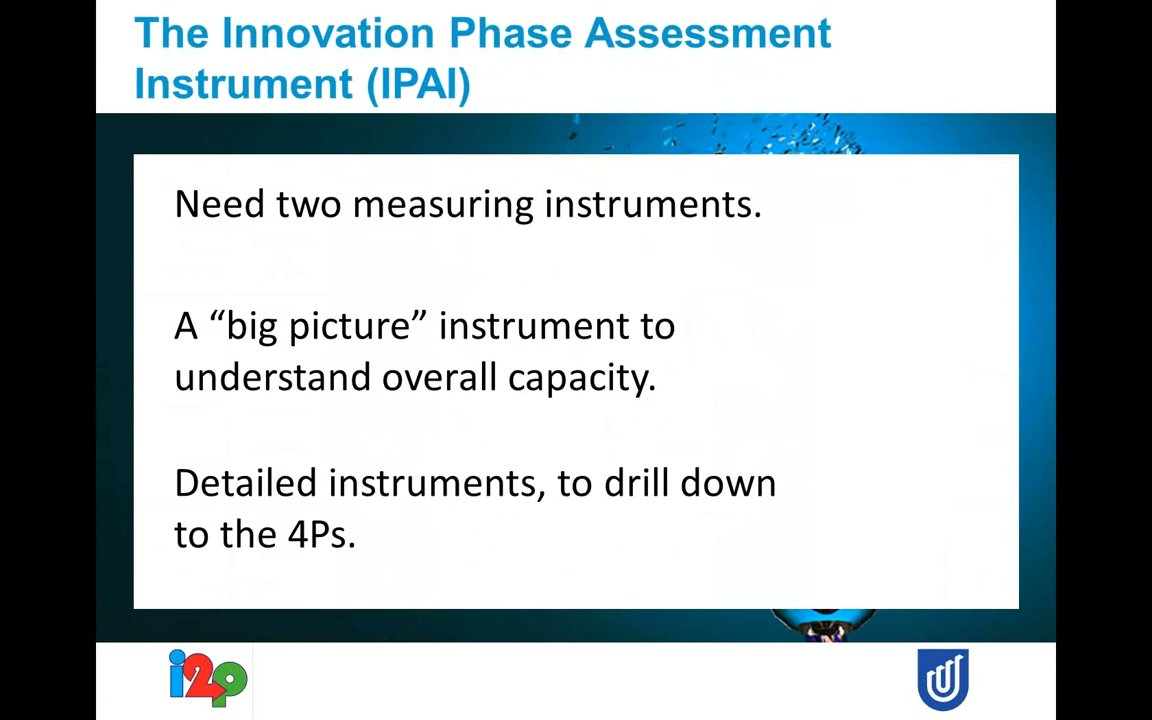 The Innovation Phase Assessment
Instrument (IPAI)
Need two measuring instruments.
A “big picture” instrument to
understand overall capacity.
Detailed instruments, to drill down
to the 4Ps.
i2p